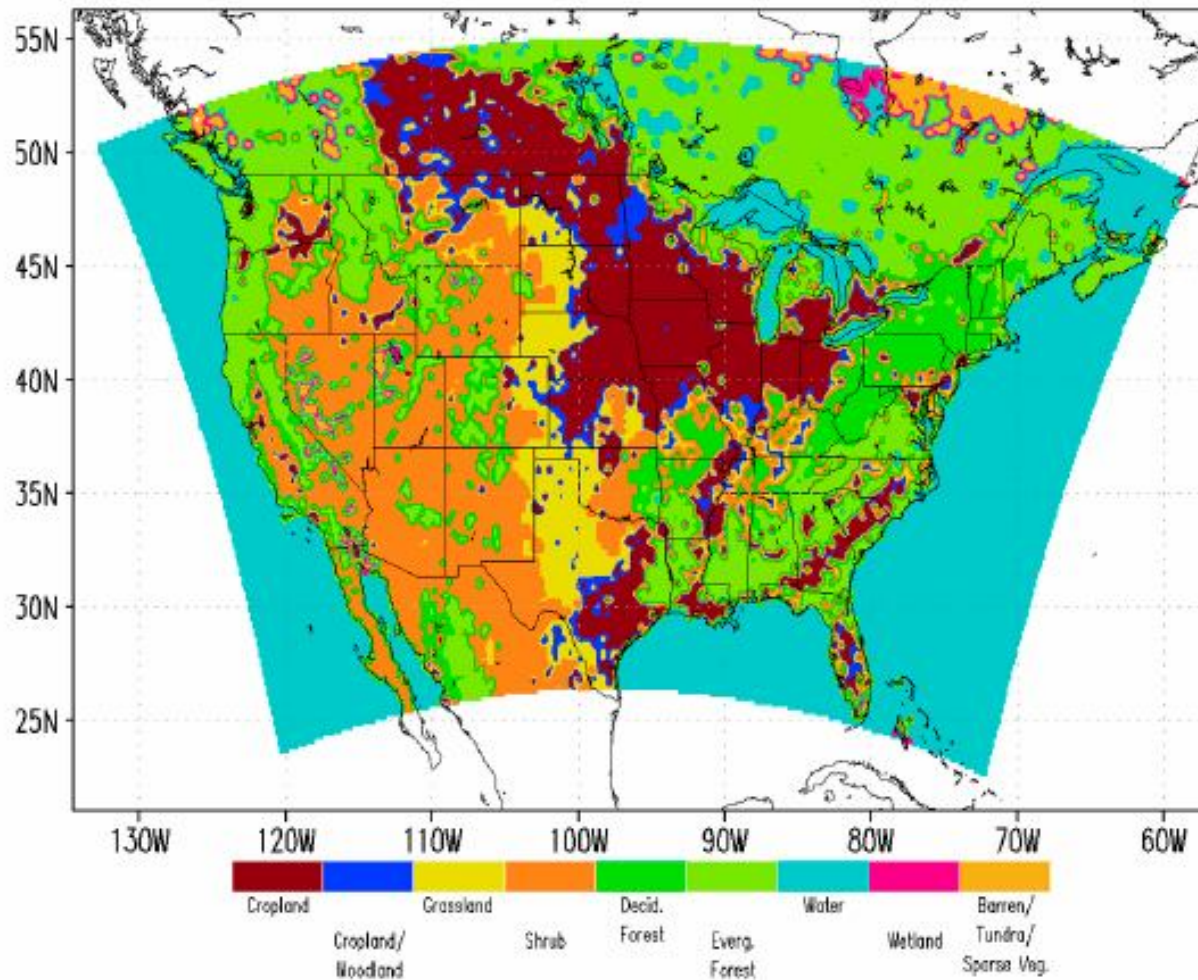 55N
50N
45N
40N
35N
30N
25N
130W 120W 110W 100W 90W 80W 70W 60W
Cropland Grassland Decid. Forest Water Barren/ Tundra/ Sparse Veg.
Cropland/ Woodland Shrub Everg. Forest Wetland